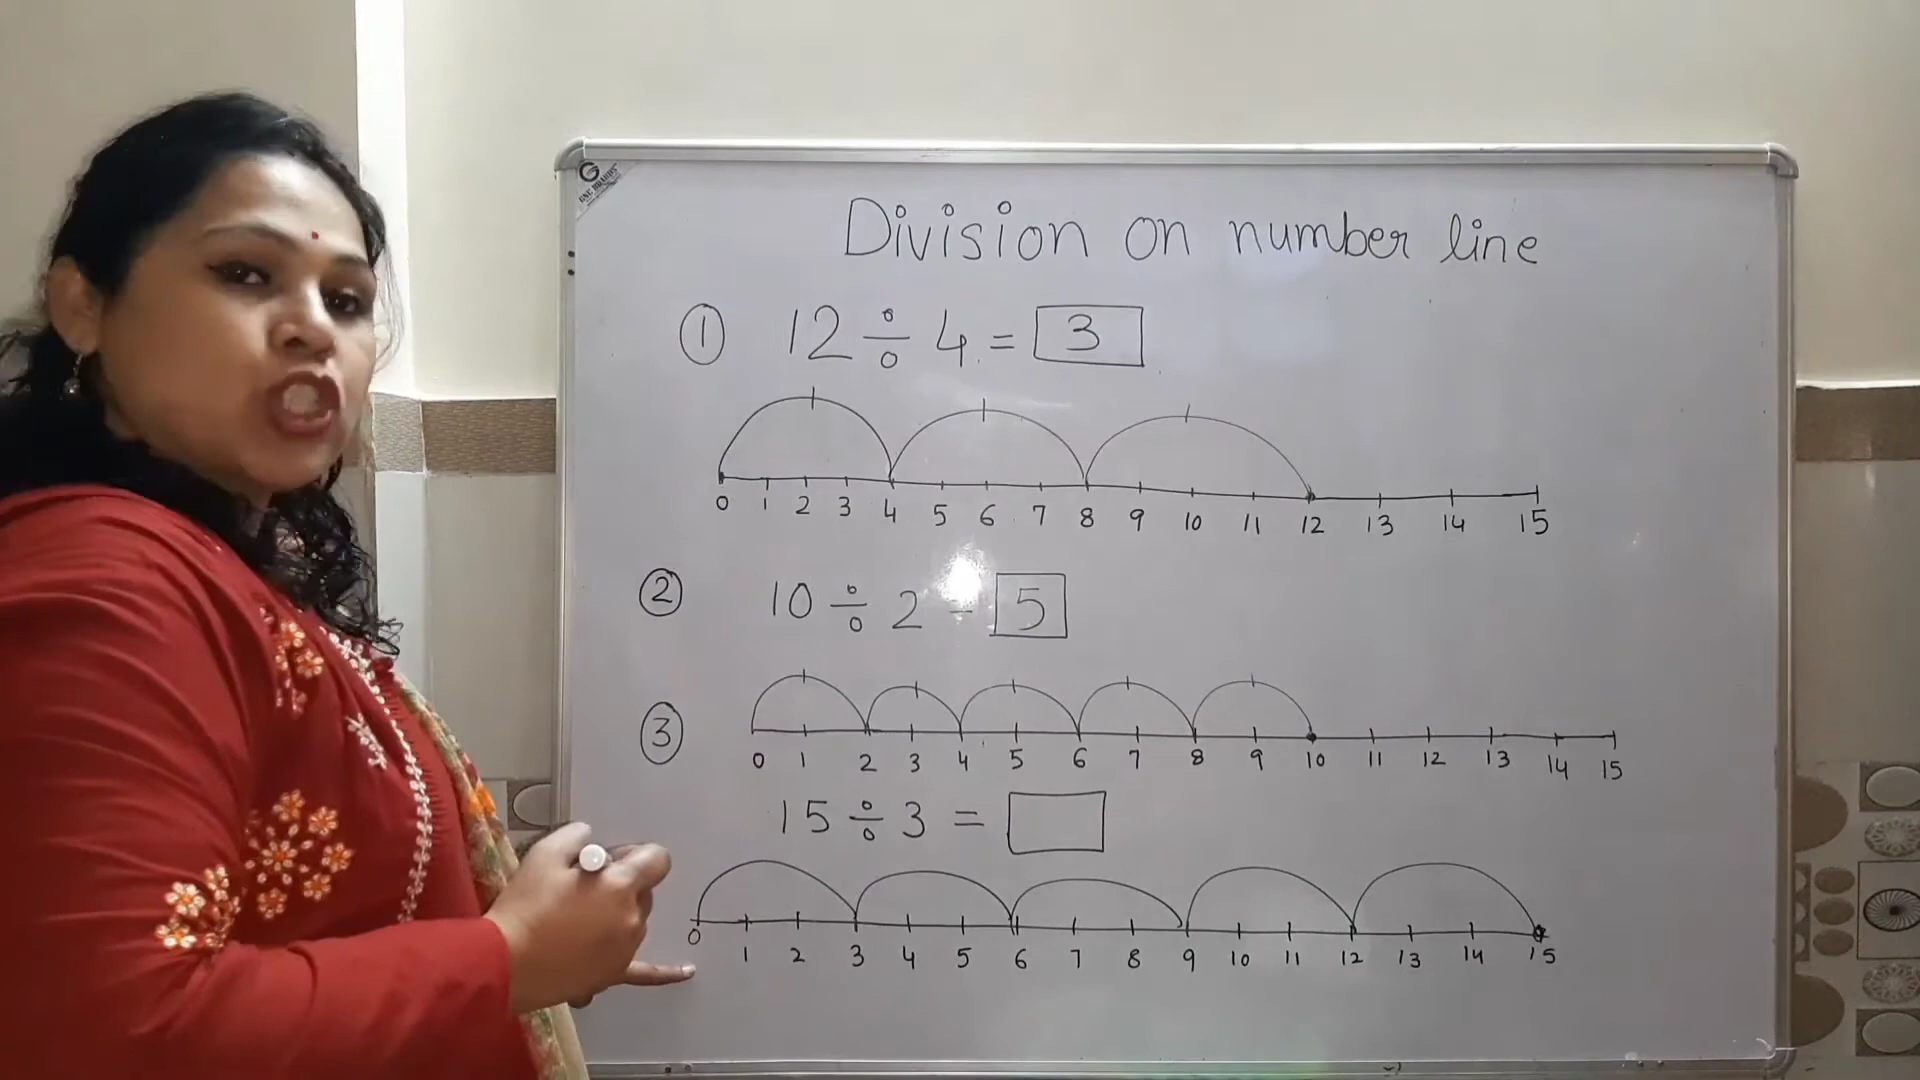 Division on number line
① 12 ÷ 4 = 3
0 1 2 3 4 5 6 7 8 9 10 11 12 13 14 15
② 10 ÷ 2 = 5
③
0 1 2 3 4 5 6 7 8 9 10 11 12 13 14 15
15 ÷ 3 =
0 1 2 3 4 5 6 7 8 9 10 11 12 13 14 15